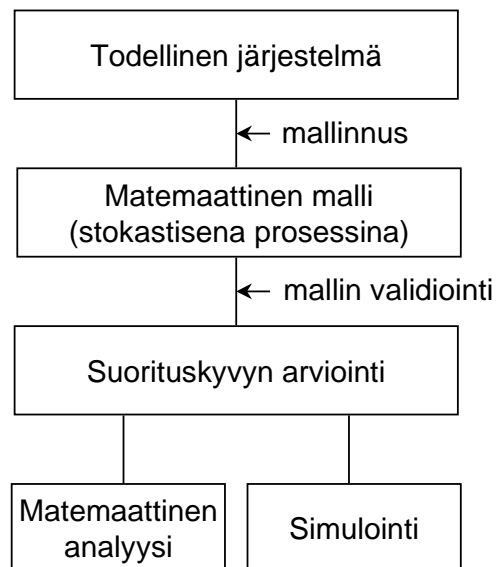 Todellinen järjestelmä
mallinnus
Matemaattinen malli
(stokastisena prosessina)
mallin validiointi
Suorituskyvyn arviointi
Matemaattinen
analyysi
Simulointi